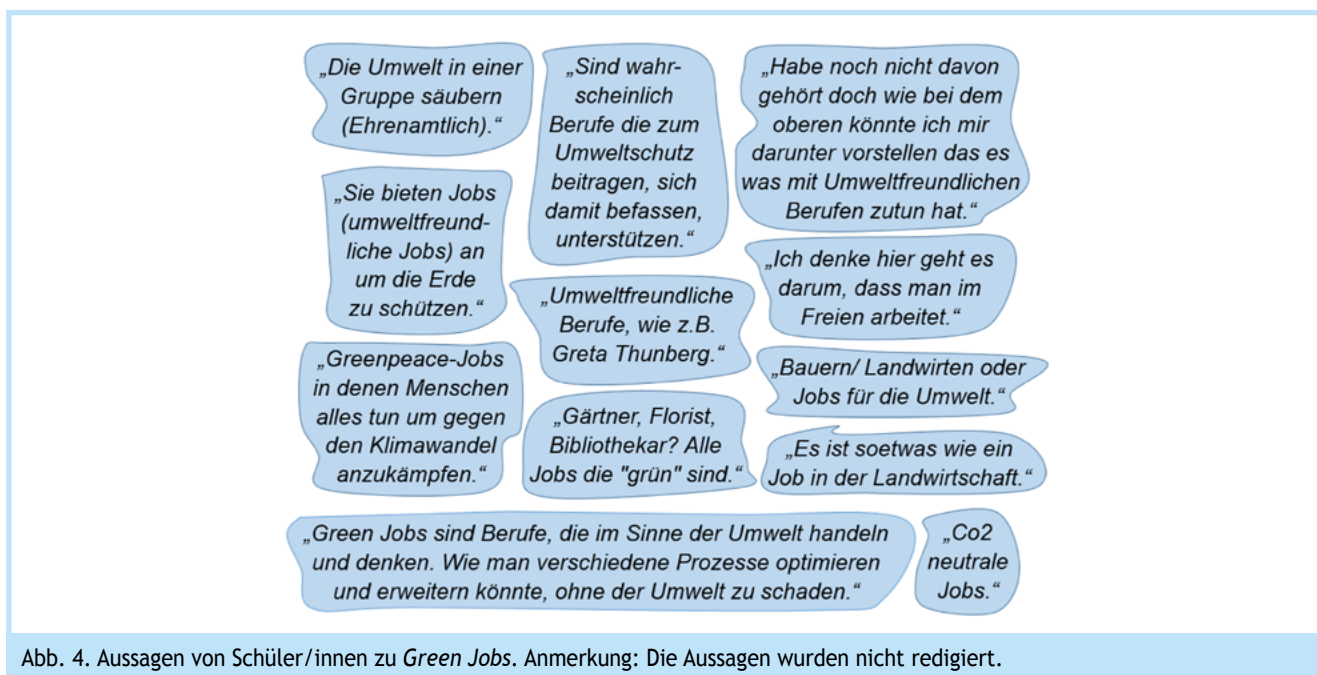 „Die Umwelt in einer
Gruppe säubern
(Ehrenamtlich).“
„Sind wahr-
scheinlich
Berufe die zum
Umweltschutz
beitragen, sich
damit befassen,
unterstützen.“
„Habe noch nicht davon
gehört doch wie bei dem
oberen könnte ich mir
darunter vorstellen das es
was mit Umweltfreundlichen
Berufen zutun hat.“
„Sie bieten Jobs
(umweltfreund-
liche Jobs) an
um die Erde
zu schützen.“
„Umweltfreundliche
Berufe, wie z.B.
Greta Thunberg.“
„Ich denke hier geht es
darum, dass man im
Freien arbeitet.“
„Greenpeace-Jobs
in denen Menschen
alles tun um gegen
den Klimawandel
anzukämpfen.“
„Gärtner, Florist,
Bibliothekar? Alle
Jobs die "grün" sind.“
„Bauern/ Landwirten oder
Jobs für die Umwelt.“
„Es ist soetwas wie ein
Job in der Landwirtschaft.“
„Green Jobs sind Berufe, die im Sinne der Umwelt handeln
und denken. Wie man verschiedene Prozesse optimieren
und erweitern könnte, ohne der Umwelt zu schaden.“
„Co2
neutrale
Jobs.“
Abb. 4. Aussagen von Schüler/innen zu Green Jobs. Anmerkung: Die Aussagen wurden nicht redigiert.